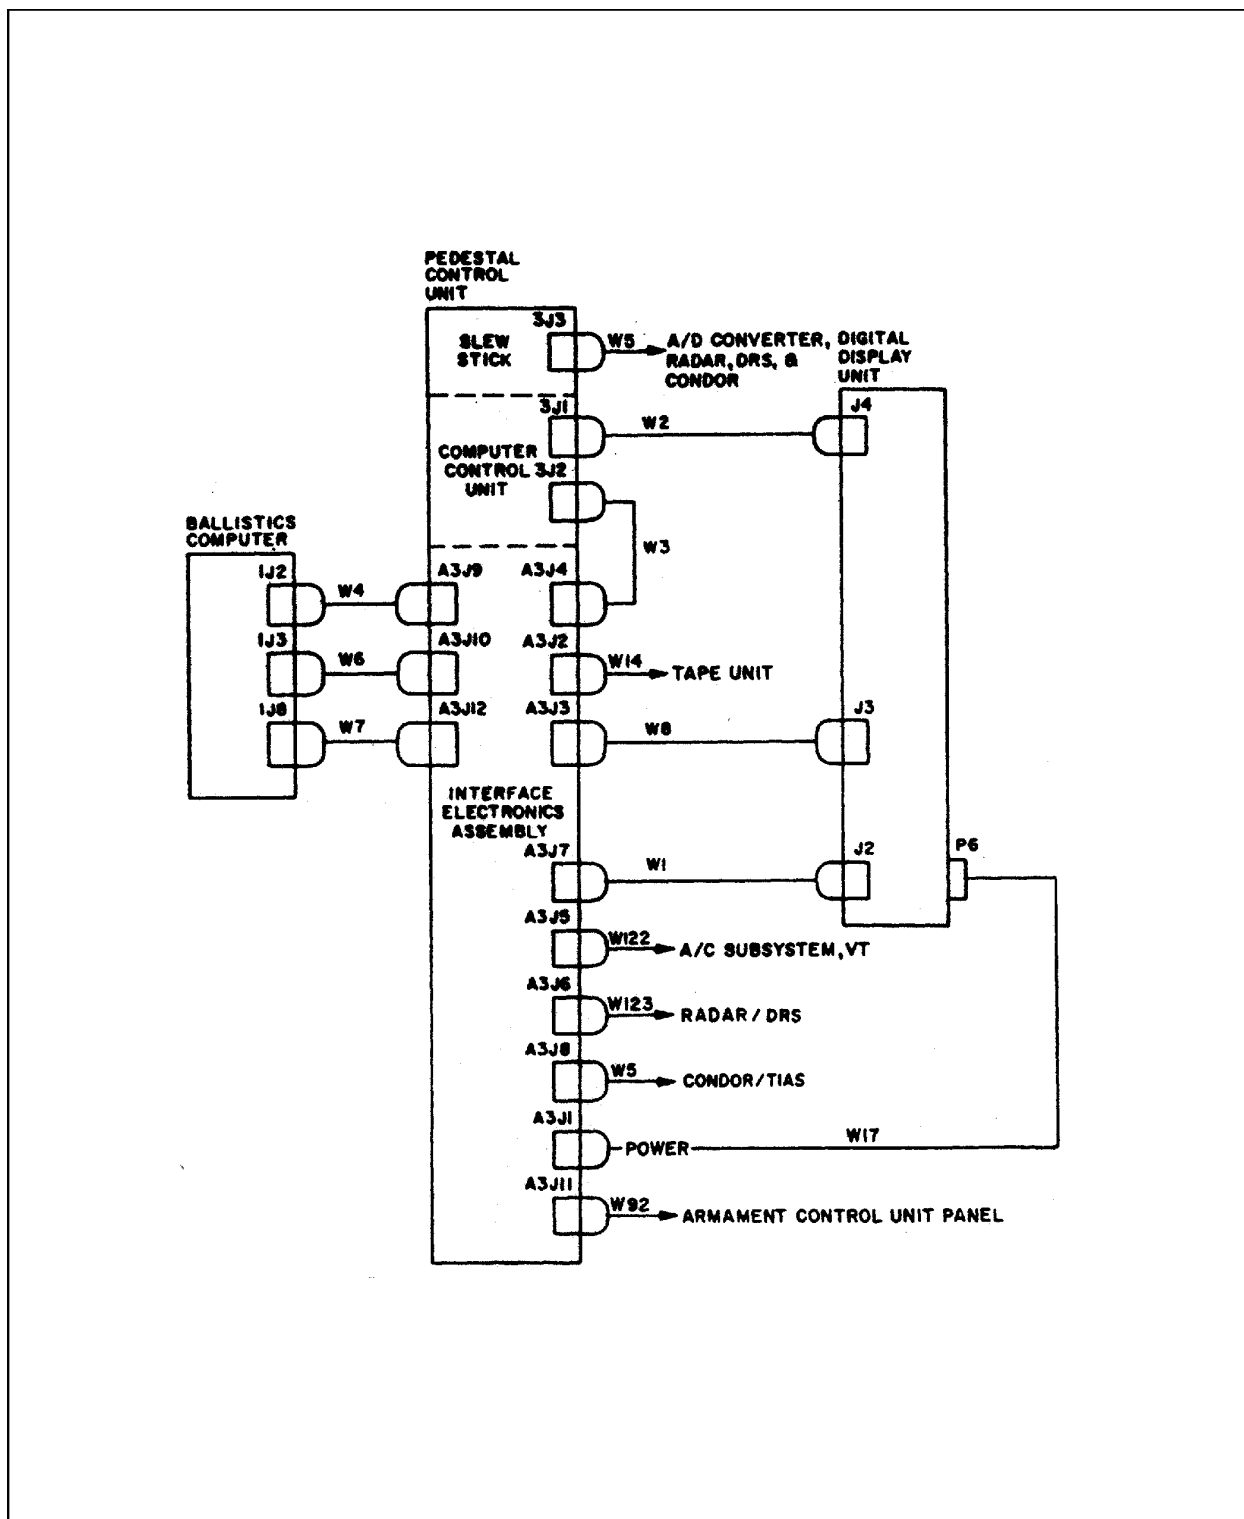 PEDESTAL
CONTROL
UNIT
3J3
SLEW
STICK
W5
A/D CONVERTER,
RADAR, DRS, &
CONDOR
DIGITAL
DISPLAY
UNIT
3J1
W2
J4
COMPUTER
CONTROL 3J2
UNIT
W3
BALLISTICS
COMPUTER
1J2
W4
A3J9
A3J4
1J3
W6
A3J10
A3J2
W14
TAPE UNIT
1J8
W7
A3J12
A3J3
W8
J3
INTERFACE
ELECTRONICS
ASSEMBLY
A3J7
W1
J2
P6
A3J5
W122
A/C SUBSYSTEM, VT
A3J6
W123
RADAR / DRS
A3J8
W5
CONDOR/TIAS
A3J1
POWER
W17
A3J11
W92
ARMAMENT CONTROL UNIT PANEL